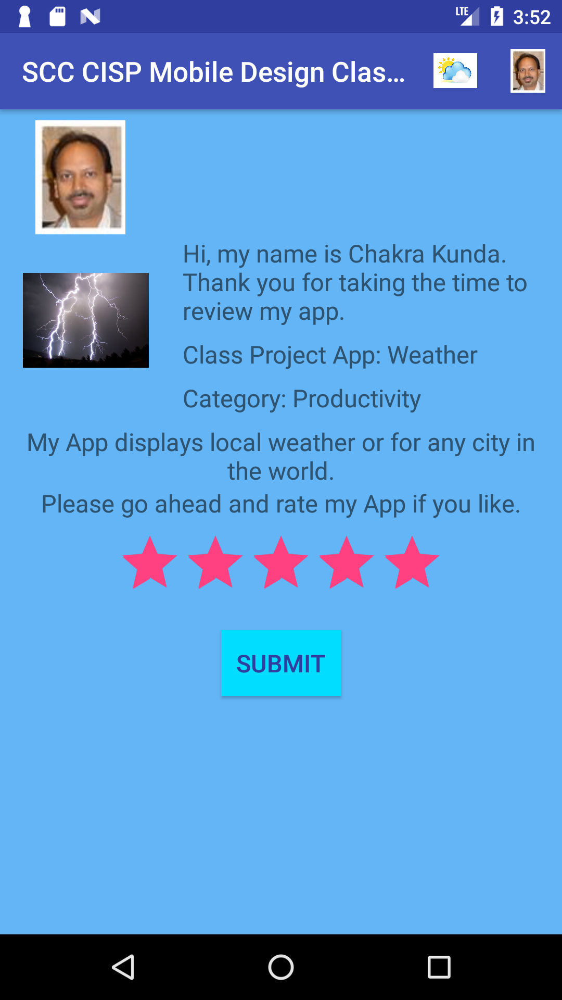 LTE 3:52
SCC CISP Mobile Design Clas...
Hi, my name is Chakra Kunda.
Thank you for taking the time to
review my app.
Class Project App: Weather
Category: Productivity
My App displays local weather or for any city in
the world.
Please go ahead and rate my App if you like.
SUBMIT